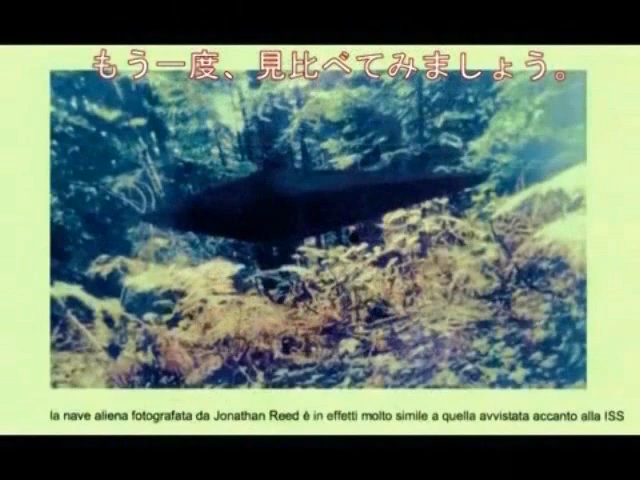 もう一度、見比べてみましょう。
la nave aliena fotografata da Jonathan Reed è in effetti molto simile a quella avvistata accanto alla ISS